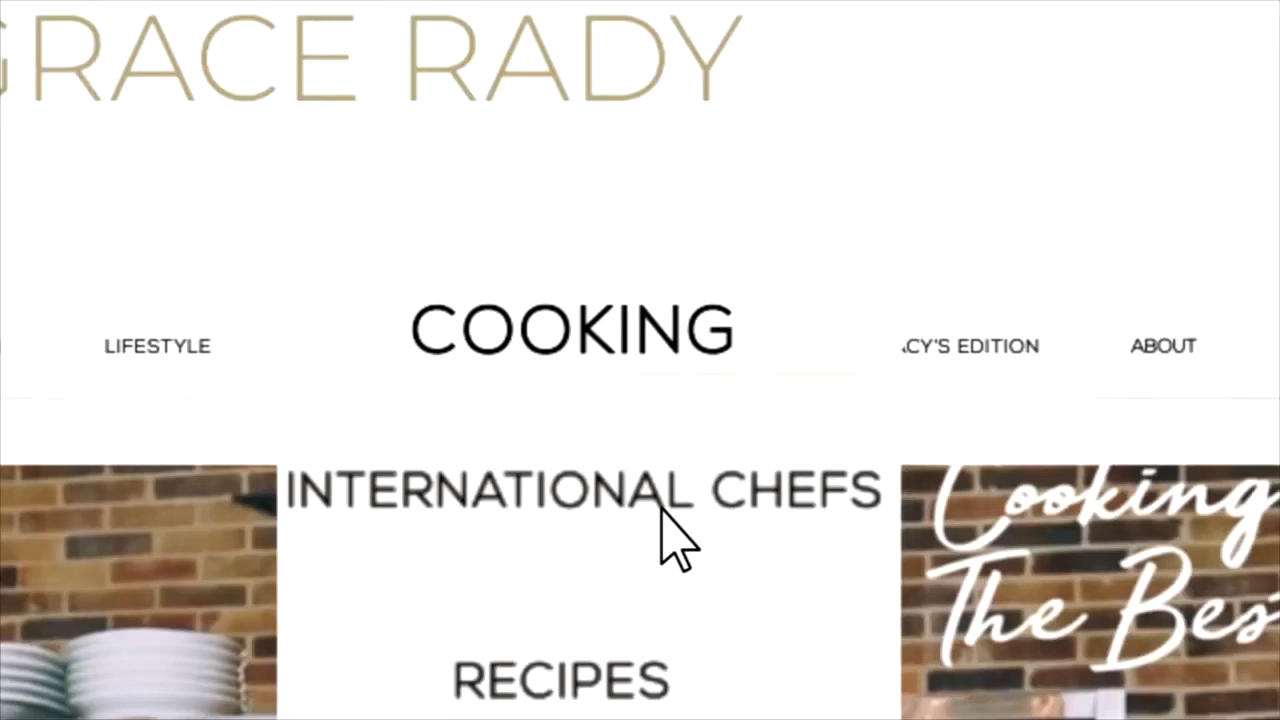 GRACE RADY
COOKING
LIFESTYLE
CY'S EDITION
ABOUT
INTERNATIONAL CHEFS
Cooking
The Bes
RECIPES